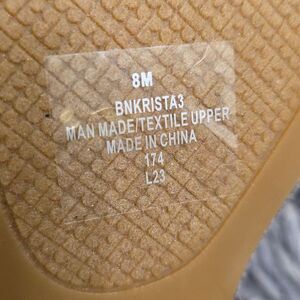 8M
BNKRISTA3
MAN MADE/TEXTILE UPPER
MADE IN CHINA
174
L23